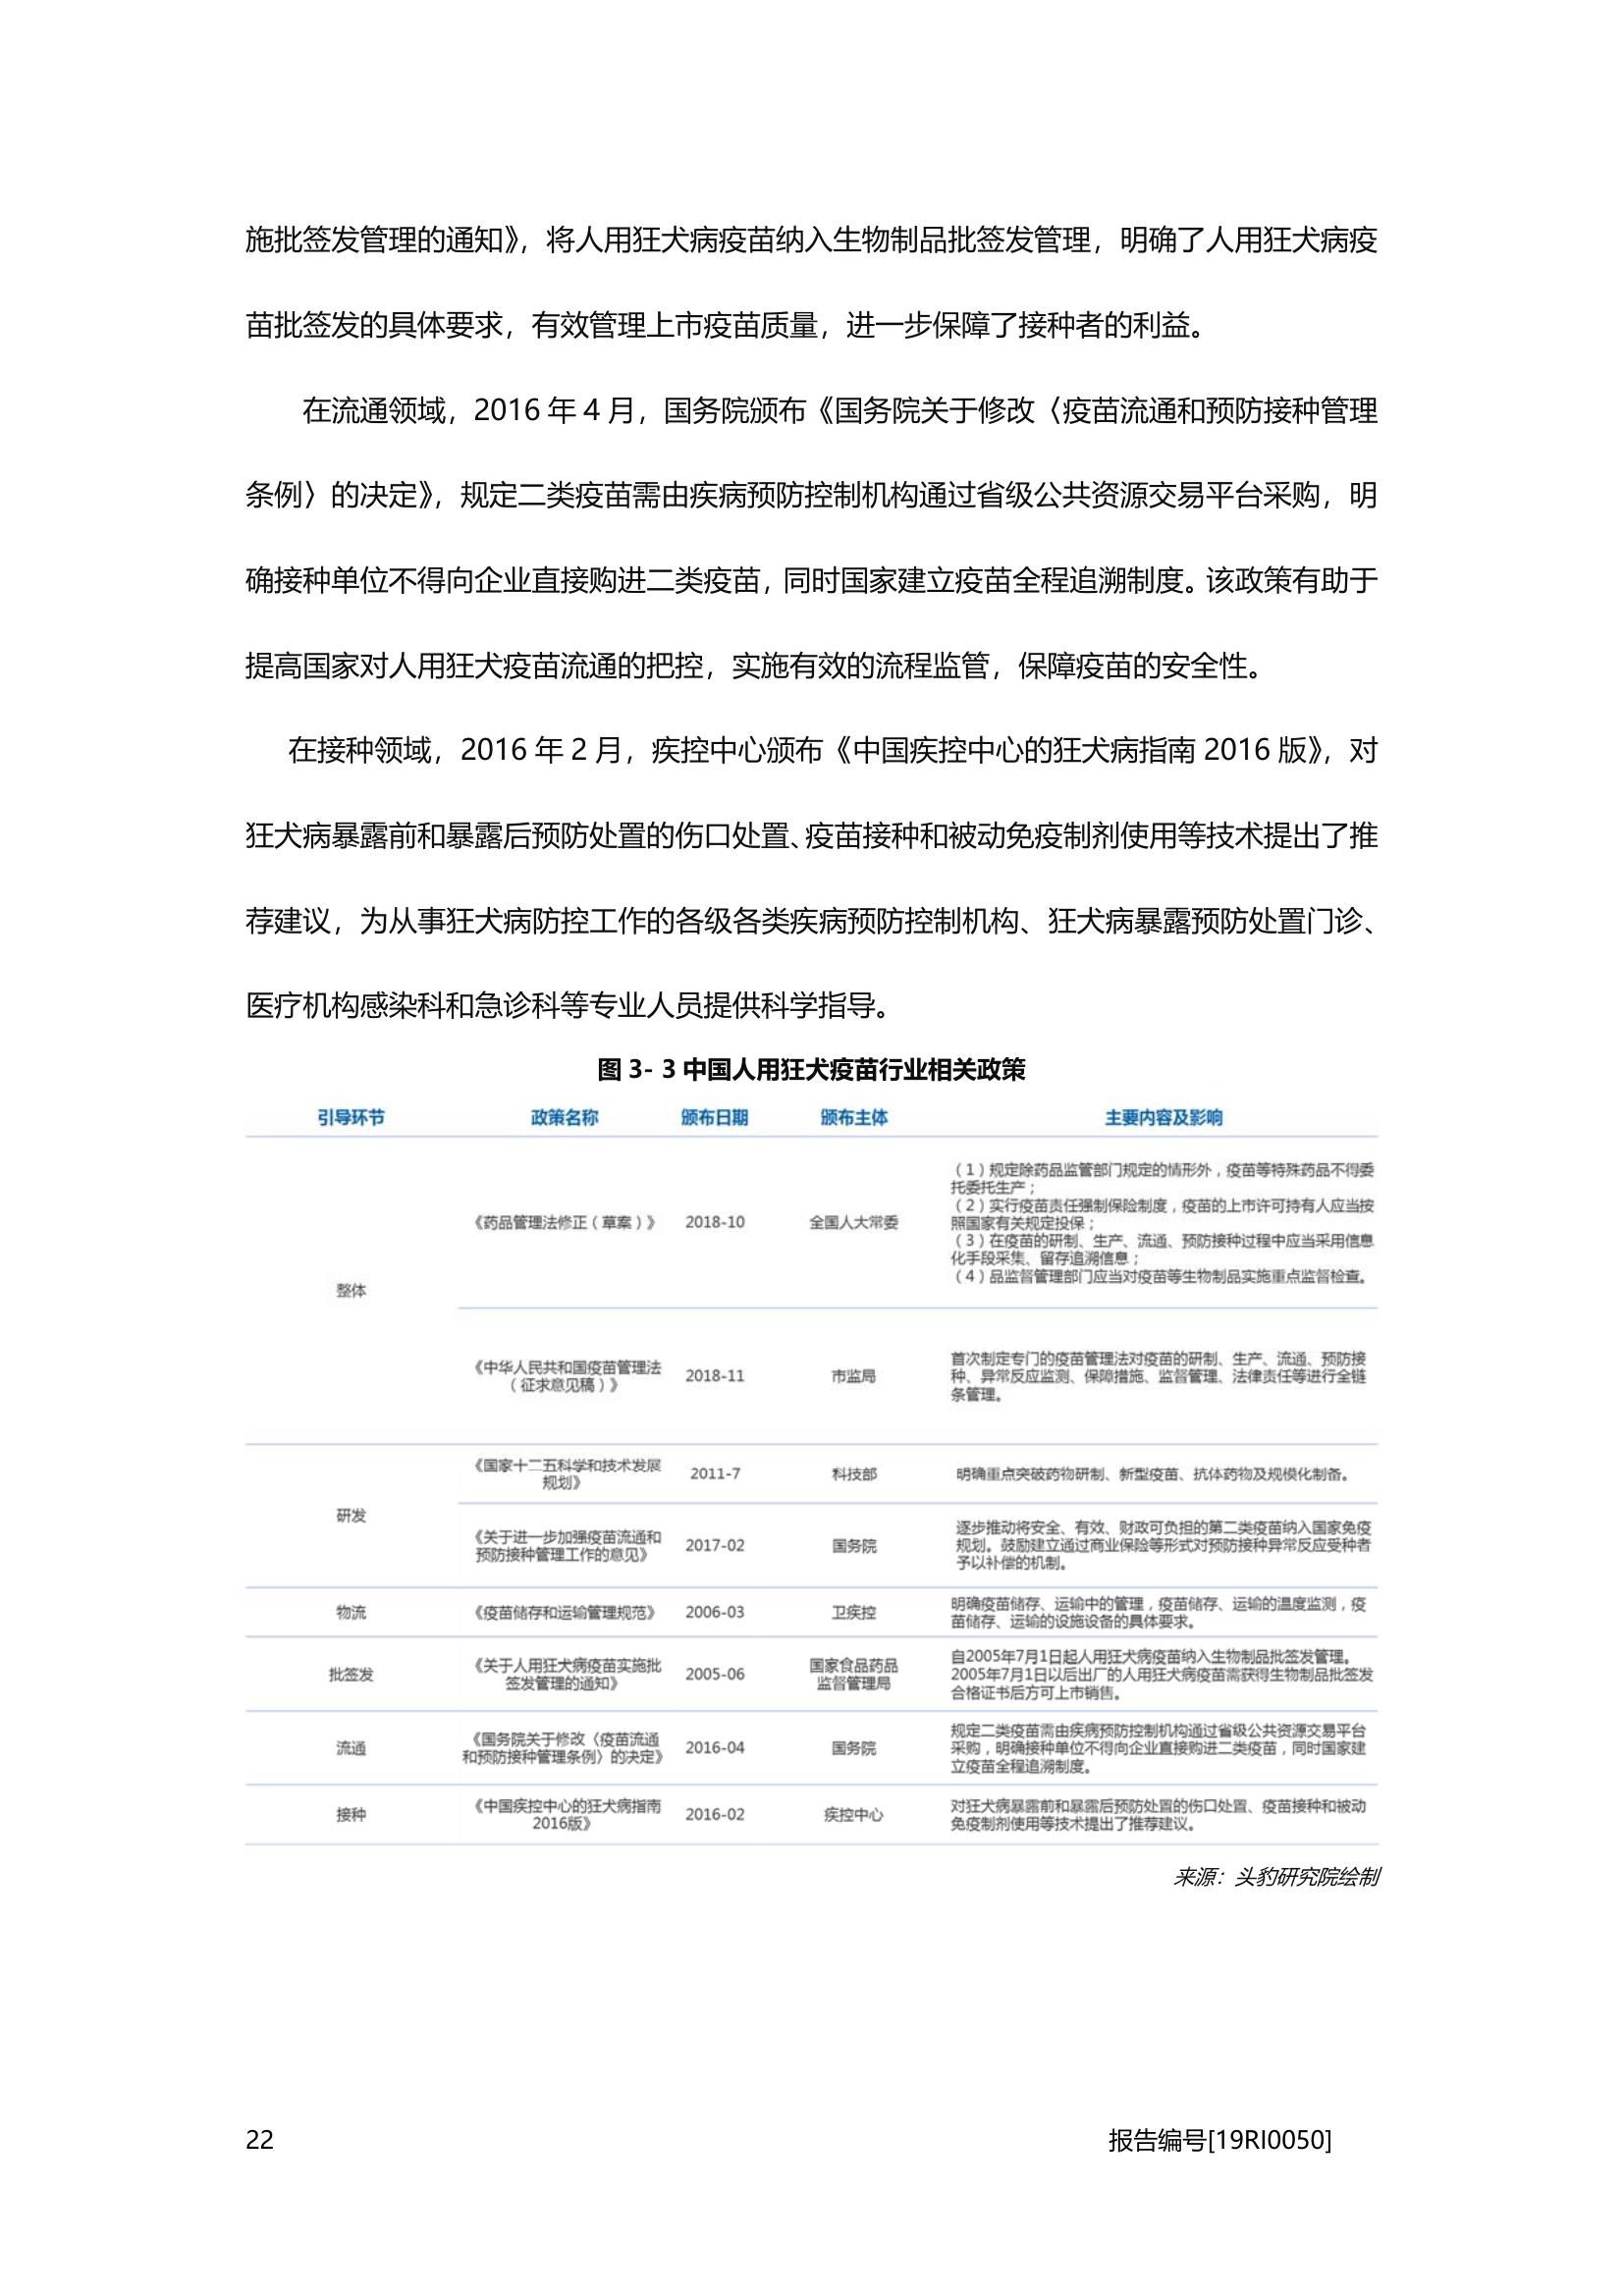 施批签发管理的通知》，将人用狂犬病疫苗纳入生物制品批签发管理，明确了人用狂犬病疫
苗批签发的具体要求，有效管理上市疫苗质量，进一步保障了接种者的利益。
在流通领域，2016 年 4 月，国务院颁布《国务院关于修改〈疫苗流通和预防接种管理
条例〉的决定》，规定二类疫苗需由疾病预防控制机构通过省级公共资源交易平台采购，明
确接种单位不得向企业直接购进二类疫苗，同时国家建立疫苗全程追溯制度。该政策有助于
提高国家对人用狂犬疫苗流通的把控，实施有效的流程监管，保障疫苗的安全性。
在接种领域，2016 年 2 月，疾控中心颁布《中国疾控中心的狂犬病指南 2016 版》，对
狂犬病暴露前和暴露后预防处置的伤口处置、疫苗接种和被动免疫制剂使用等技术提出了推
荐建议，为从事狂犬病防控工作的各级各类疾病预防控制机构、狂犬病暴露预防处置门诊、
医疗机构感染科和急诊科等专业人员提供科学指导。
图 3- 3 中国人用狂犬疫苗行业相关政策
引导环节 政策名称 颁布日期 颁布主体 主要内容及影响
整体
《药品管理法修正（草案）》 2018-10 全国人大常委
（1）规定除药品监管部门规定的情形外，疫苗等特殊药品不得委
托委托生产；
（2）实行疫苗责任强制保险制度，疫苗的上市许可持有人应当按
照国家有关规定投保；
（3）在疫苗的研制、生产、流通、预防接种过程中应当采用信息
化手段采集、留存追溯信息；
（4）品监督管理部门应当对疫苗等生物制品实施重点监督检查。
《中华人民共和国疫苗管理法
（征求意见稿）》
2018-11 市监局
首次制定专门的疫苗管理法对疫苗的研制、生产、流通、预防接
种、异常反应监测、保障措施、监督管理、法律责任等进行全链
条管理。
研发
《国家十二五科学和技术发展
规划》
2011-7 科技部 明确重点突破药物研制、新型疫苗、抗体药物及规模化制备。
《关于进一步加强疫苗流通和
预防接种管理工作的意见》
2017-02 国务院
逐步推动将安全、有效、财政可负担的第二类疫苗纳入国家免疫
规划。鼓励建立通过商业保险等形式对预防接种异常反应受种者
予以补偿的机制。
物流 《疫苗储存和运输管理规范》 2006-03 卫疾控
明确疫苗储存、运输中的管理，疫苗储存、运输的温度监测，疫
苗储存、运输的设施设备的具体要求。
批签发
《关于人用狂犬病疫苗实施批
签发管理的通知》
2005-06
国家食品药品
监督管理局
自2005年7月1日起人用狂犬病疫苗纳入生物制品批签发管理。
2005年7月1日以后出厂的人用狂犬病疫苗需获得生物制品批签发
合格证书后方可上市销售。
流通
《国务院关于修改〈疫苗流通
和预防接种管理条例〉的决定》
2016-04 国务院
规定二类疫苗需由疾病预防控制机构通过省级公共资源交易平台
采购，明确接种单位不得向企业直接购进二类疫苗，同时国家建
立疫苗全程追溯制度。
接种
《中国疾控中心的狂犬病指南
2016版》
2016-02 疾控中心
对狂犬病暴露前和暴露后预防处置的伤口处置、疫苗接种和被动
免疫制剂使用等技术提出了推荐建议。
来源：头豹研究院绘制
22 报告编号[19RI0050]